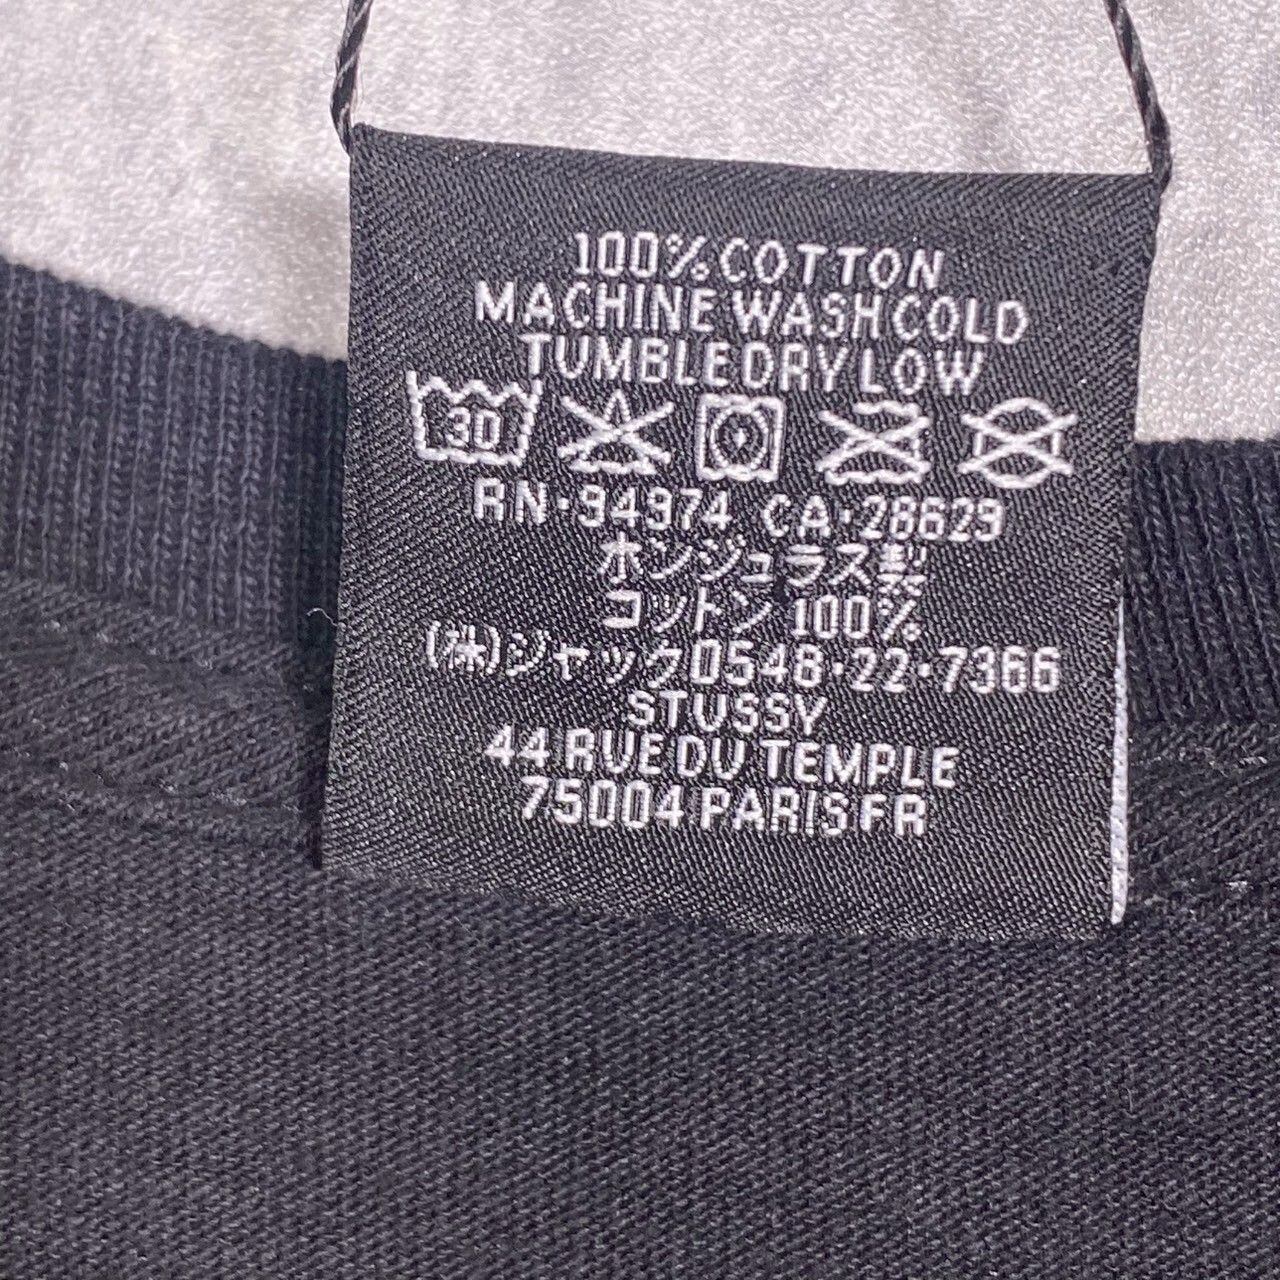 100% COTTON
MACHINE WASH COLD
TUMBLE DRY LOW
30
RN·94974 CA·28629
ホンジュラス製
コットン 100%
(株)ジャック0548·22·7366
STUSSY
44 RUE DU TEMPLE
75004 PARIS FR